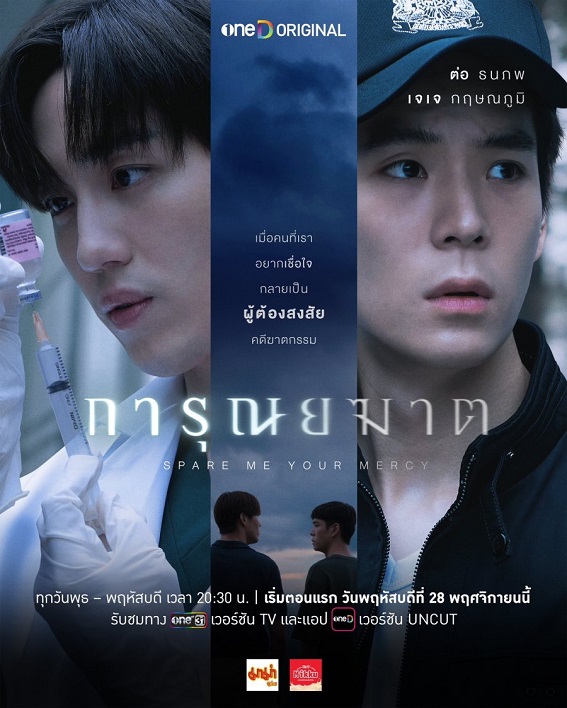 oneD ORIGINAL
ต่อ ธนภพ
เจเจ กฤษณภูมิ
เมื่อคนที่เรา
อยากเชื่อใจ
กลายเป็น
ผู้ต้องสงสัย
คดีฆาตกรรม
การุณยฆาต
SPARE ME YOUR MERCY
ทุกวันพุธ – พฤหัสบดี เวลา 20:30 น. | เริ่มตอนแรก วันพฤหัสบดีที่ 28 พฤศจิกายนนี้
รับชมทาง one31 เวอร์ชัน TV และแอป oneD เวอร์ชัน UNCUT
มาม่า
Nikku